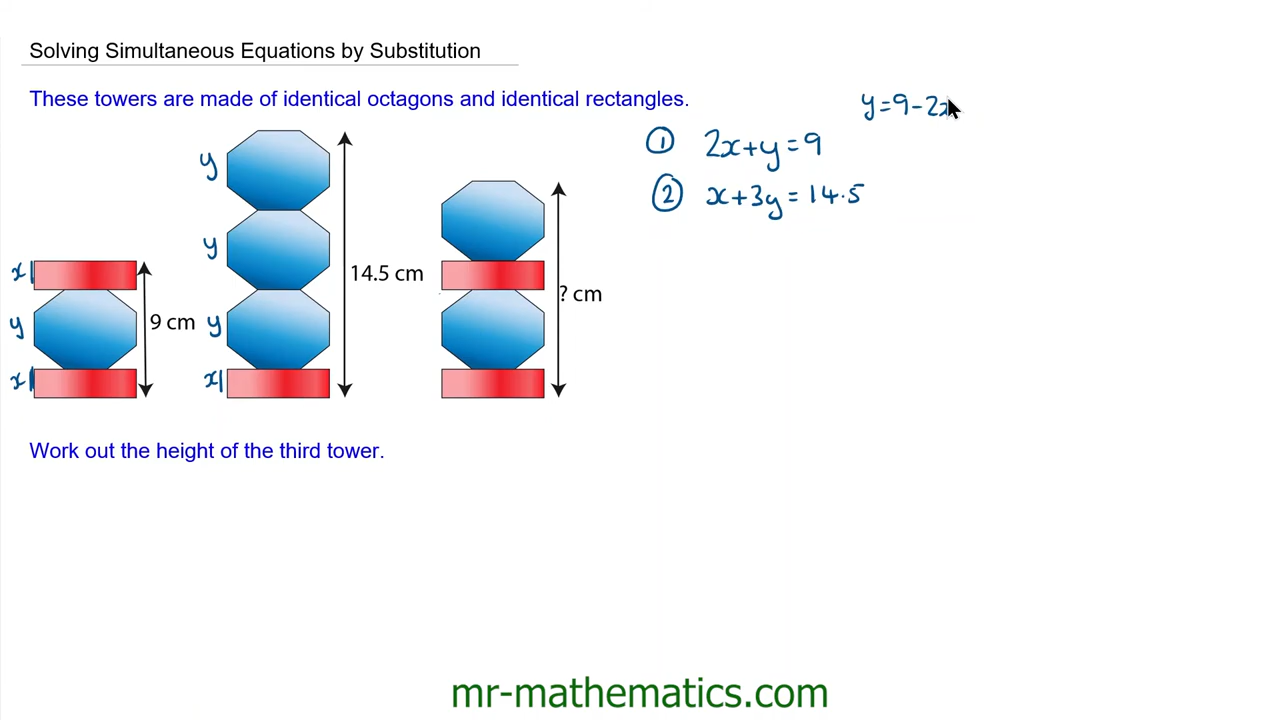 Solving Simultaneous Equations by Substitution
These towers are made of identical octagons and identical rectangles.
y=9-2x
① 2x+y=9
② x+3y=14.5
y
y
y
x
x
y
x
9 cm
14.5 cm
? cm
Work out the height of the third tower.
mr-mathematics.com